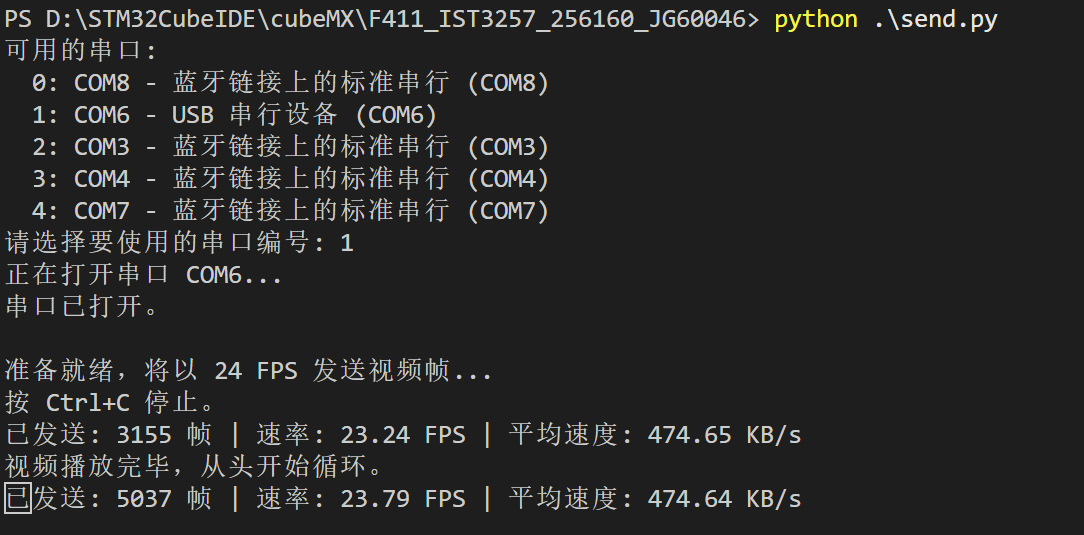 PS D:\STM32CubeIDE\cubeMX\F411_IST3257_256160_JG60046> python .\send.py
可用的串口:
  0: COM8 - 蓝牙链接上的标准串行 (COM8)
  1: COM6 - USB 串行设备 (COM6)
  2: COM3 - 蓝牙链接上的标准串行 (COM3)
  3: COM4 - 蓝牙链接上的标准串行 (COM4)
  4: COM7 - 蓝牙链接上的标准串行 (COM7)
请选择要使用的串口编号: 1
正在打开串口 COM6...
串口已打开。

准备就绪，将以 24 FPS 发送视频帧...
按 Ctrl+C 停止。
已发送: 3155 帧 | 速率: 23.24 FPS | 平均速度: 474.65 KB/s
视频播放完毕，从头开始循环。
已发送: 5037 帧 | 速率: 23.79 FPS | 平均速度: 474.64 KB/s